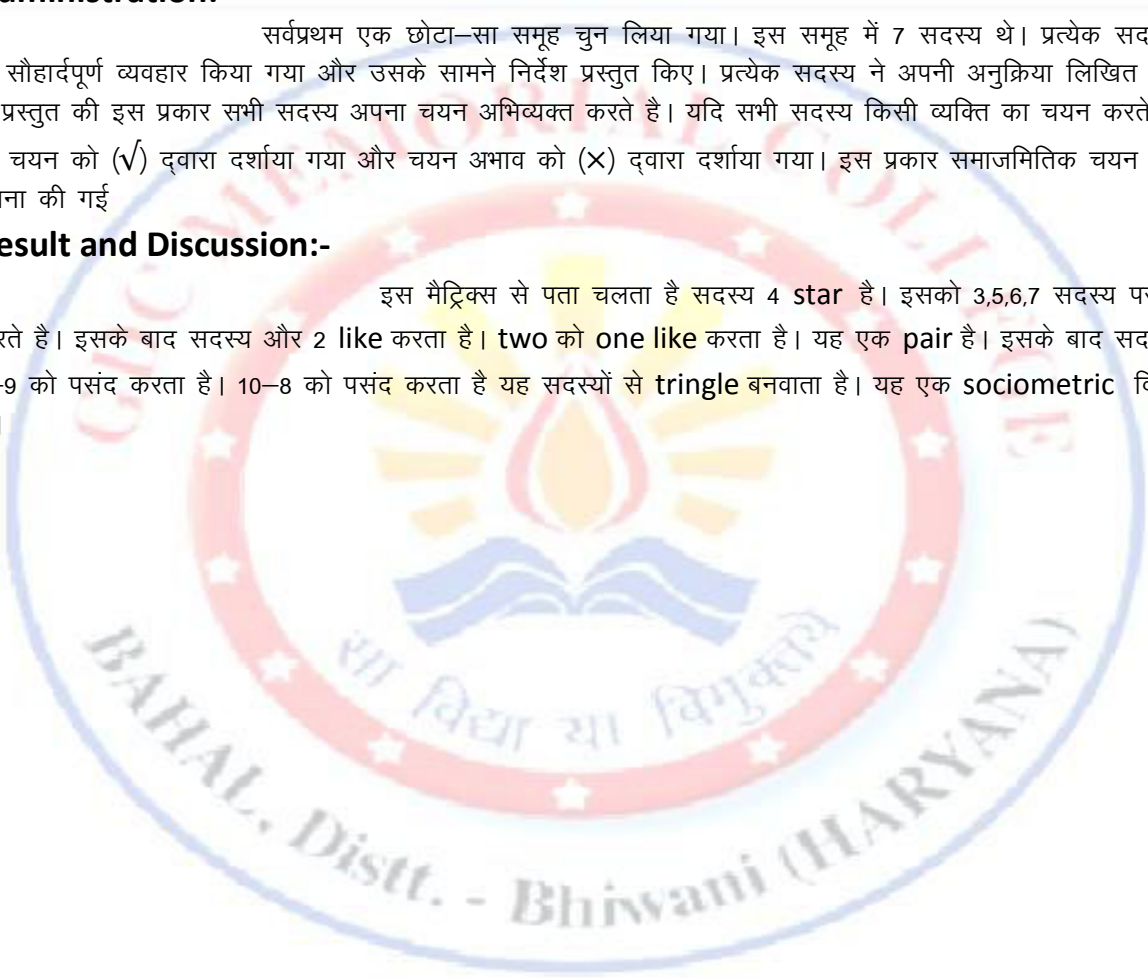 सर्वप्रथम एक छोटा–सा समूह चुन लिया गया। इस समूह में 7 सदस्य थे। प्रत्येक
सौहार्दपूर्ण व्यवहार किया गया और उसके सामने निर्देश प्रस्तुत किए। प्रत्येक सदस्य ने अपनी अनुक्रिया लिखित
प्रस्तुत की इस प्रकार सभी सदस्य अपना चयन अभिव्यक्त करते है। यदि सभी सदस्य किसी व्यक्ति का चयन करते
चयन को (√) द्वारा दर्शाया गया और चयन अभाव को (×) द्वारा दर्शाया गया। इस प्रकार समाजमितिक चयन
की गई
Result and Discussion:-
इस मैट्रिक्स से पता चलता है सदस्य 4 star है। इसको 3,5,6,7 सदस्य
है। इसके बाद सदस्य और 2 like करता है। two को one like करता है। यह एक pair है। इसके बाद
9 को पसंद करता है। 10–8 को पसंद करता है यह सदस्यों से tringle बनवाता है। यह एक sociometric
MEMORIAL COLLEGE
सा विद्या या विमुक्तये
BAHAL, Distt. - Bhiwani (HARYANA)